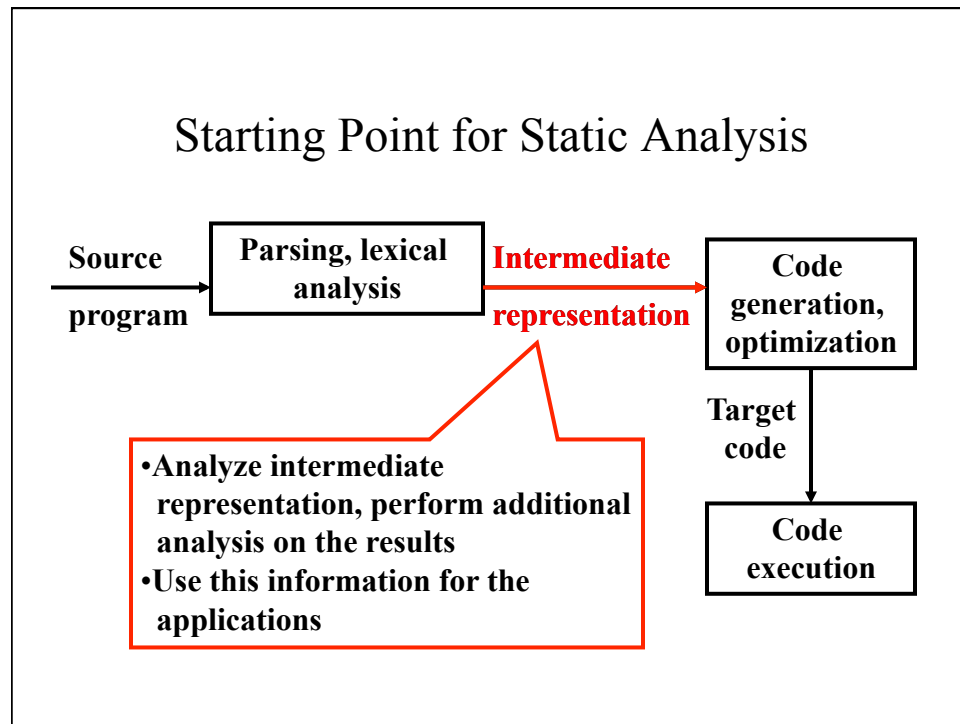 Starting Point for Static Analysis
Source
program
Parsing, lexical
analysis
Intermediate
representation
Code
generation,
optimization
Target
code
Code
execution
•Analyze intermediate
representation, perform additional
analysis on the results
•Use this information for the
applications